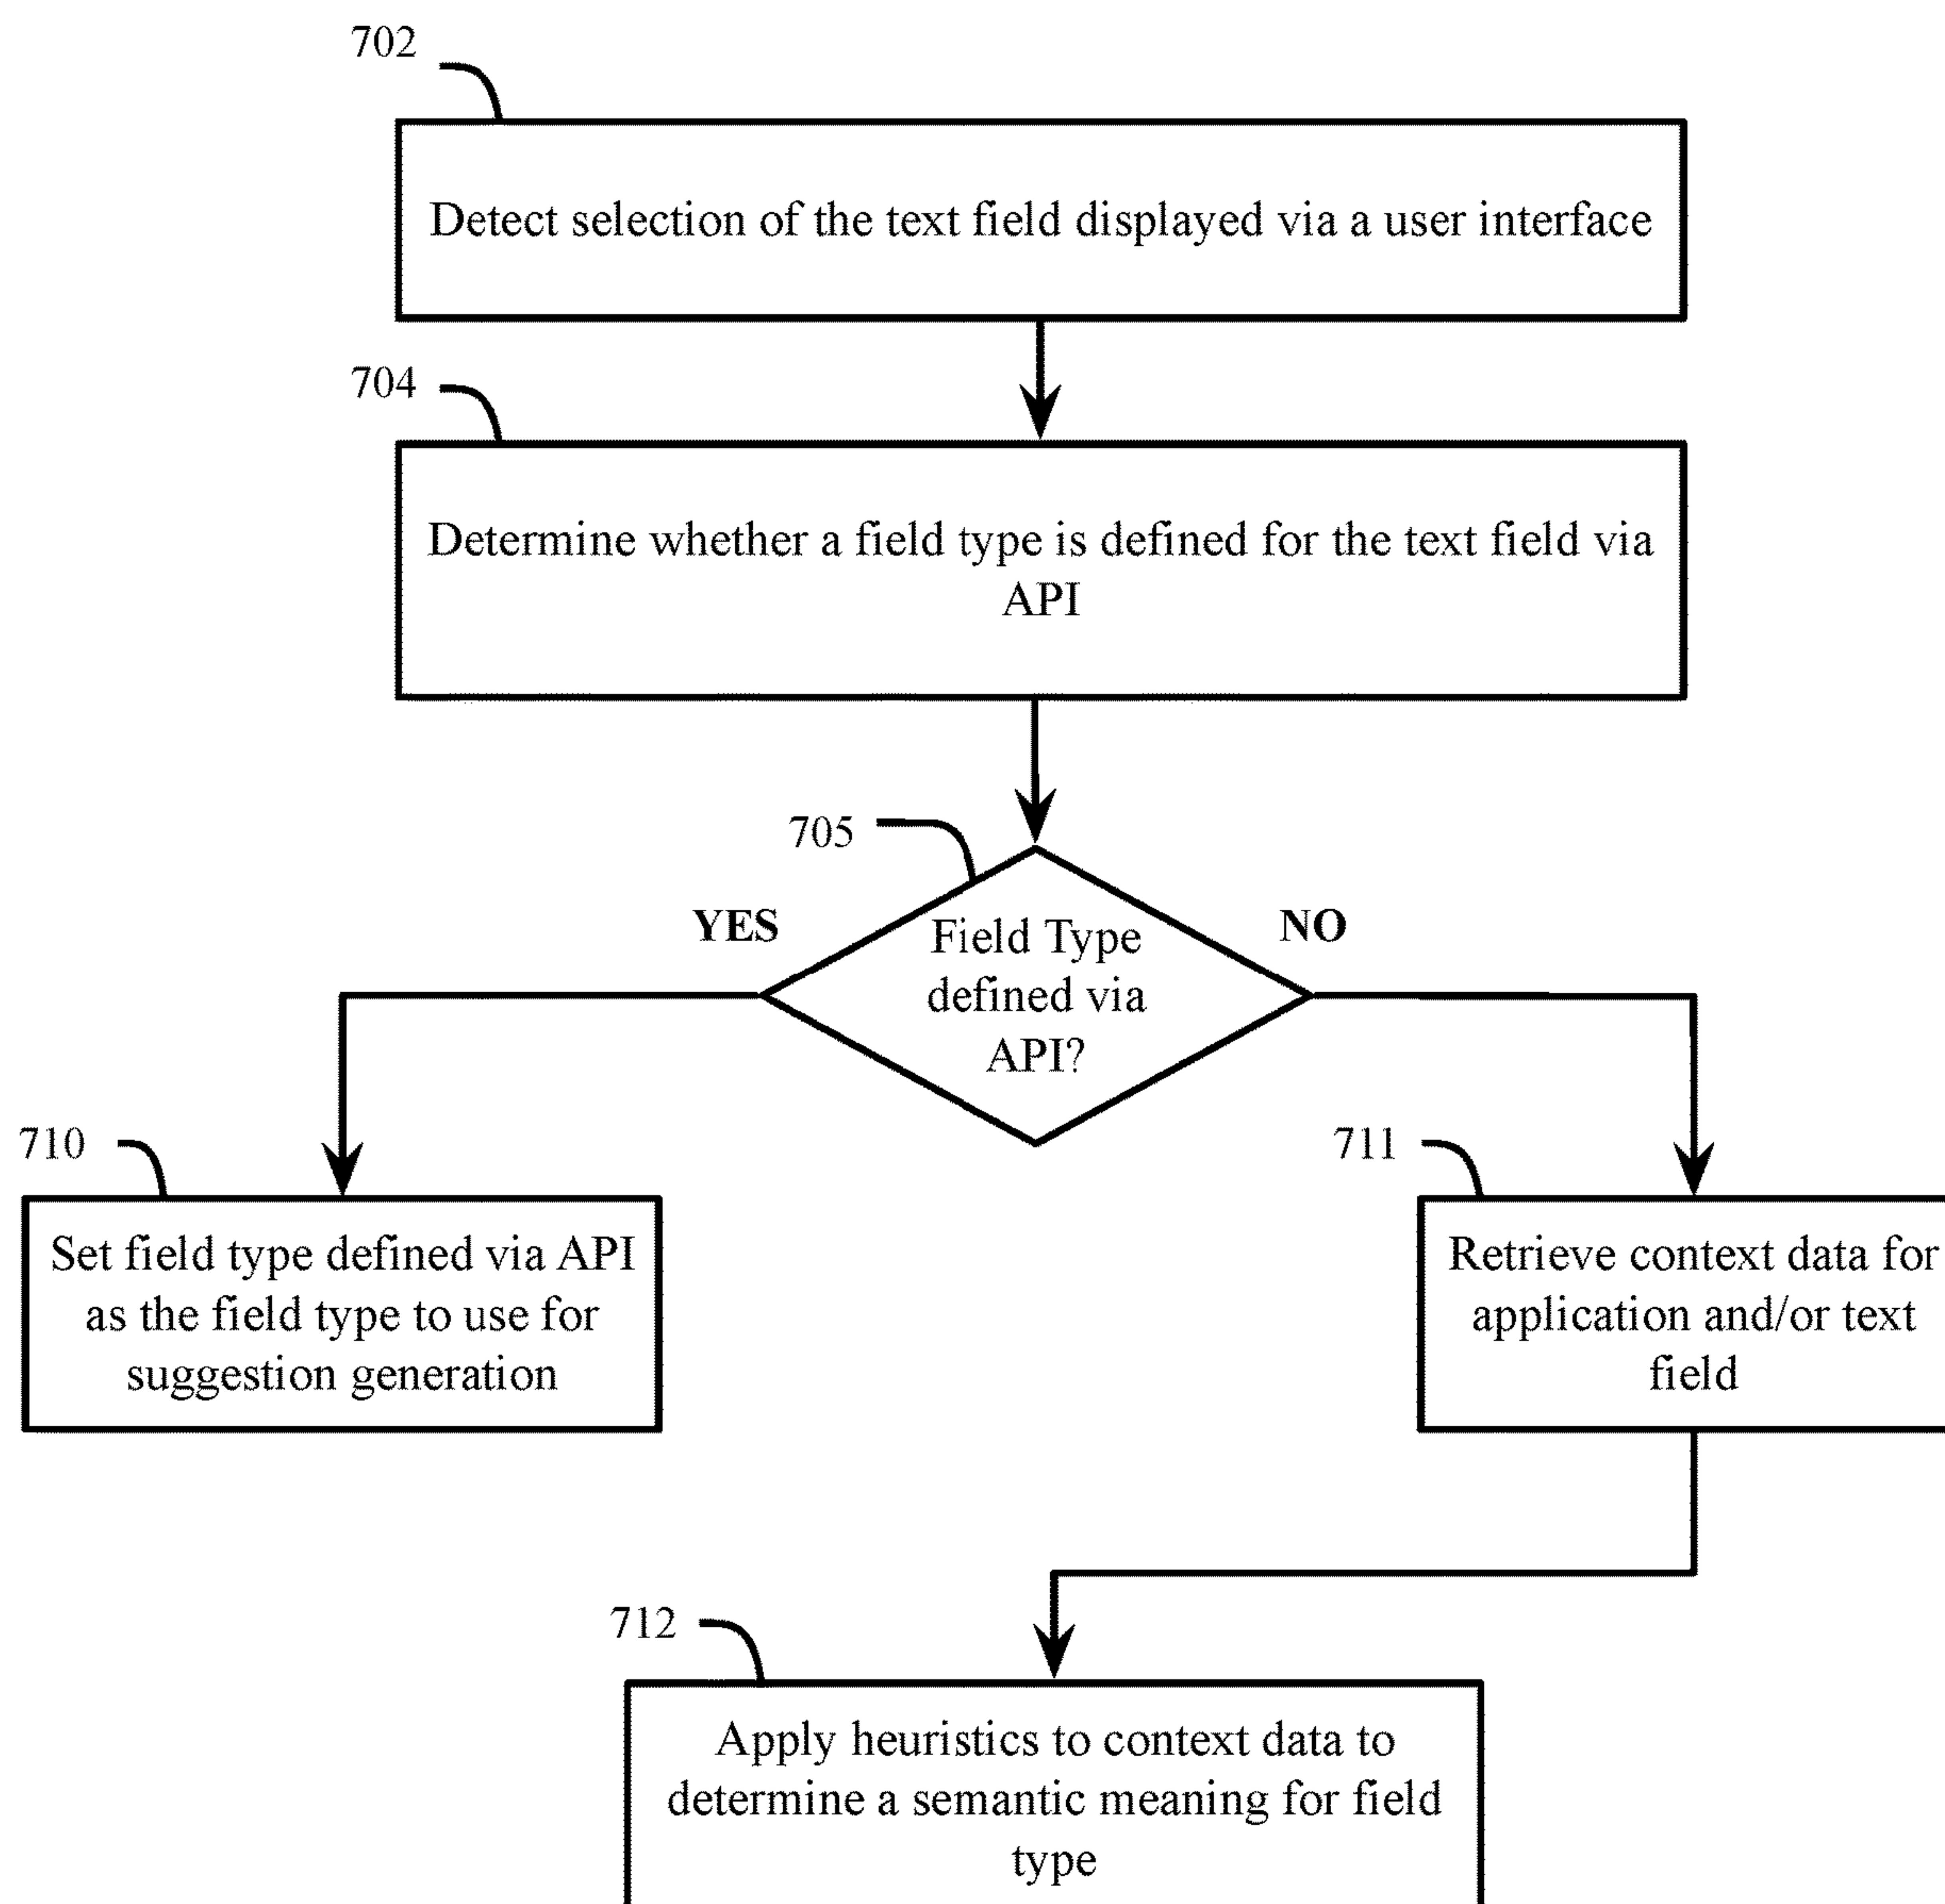 702
Detect selection of the text field displayed via a user interface
704
Determine whether a field type is defined for the text field via
API
705
YES
NO
Field Type
defined via
API?
710
Set field type defined via API
as the field type to use for
suggestion generation
711
Retrieve context data for
application and/or text
field
712
Apply heuristics to context data to
determine a semantic meaning for field
type